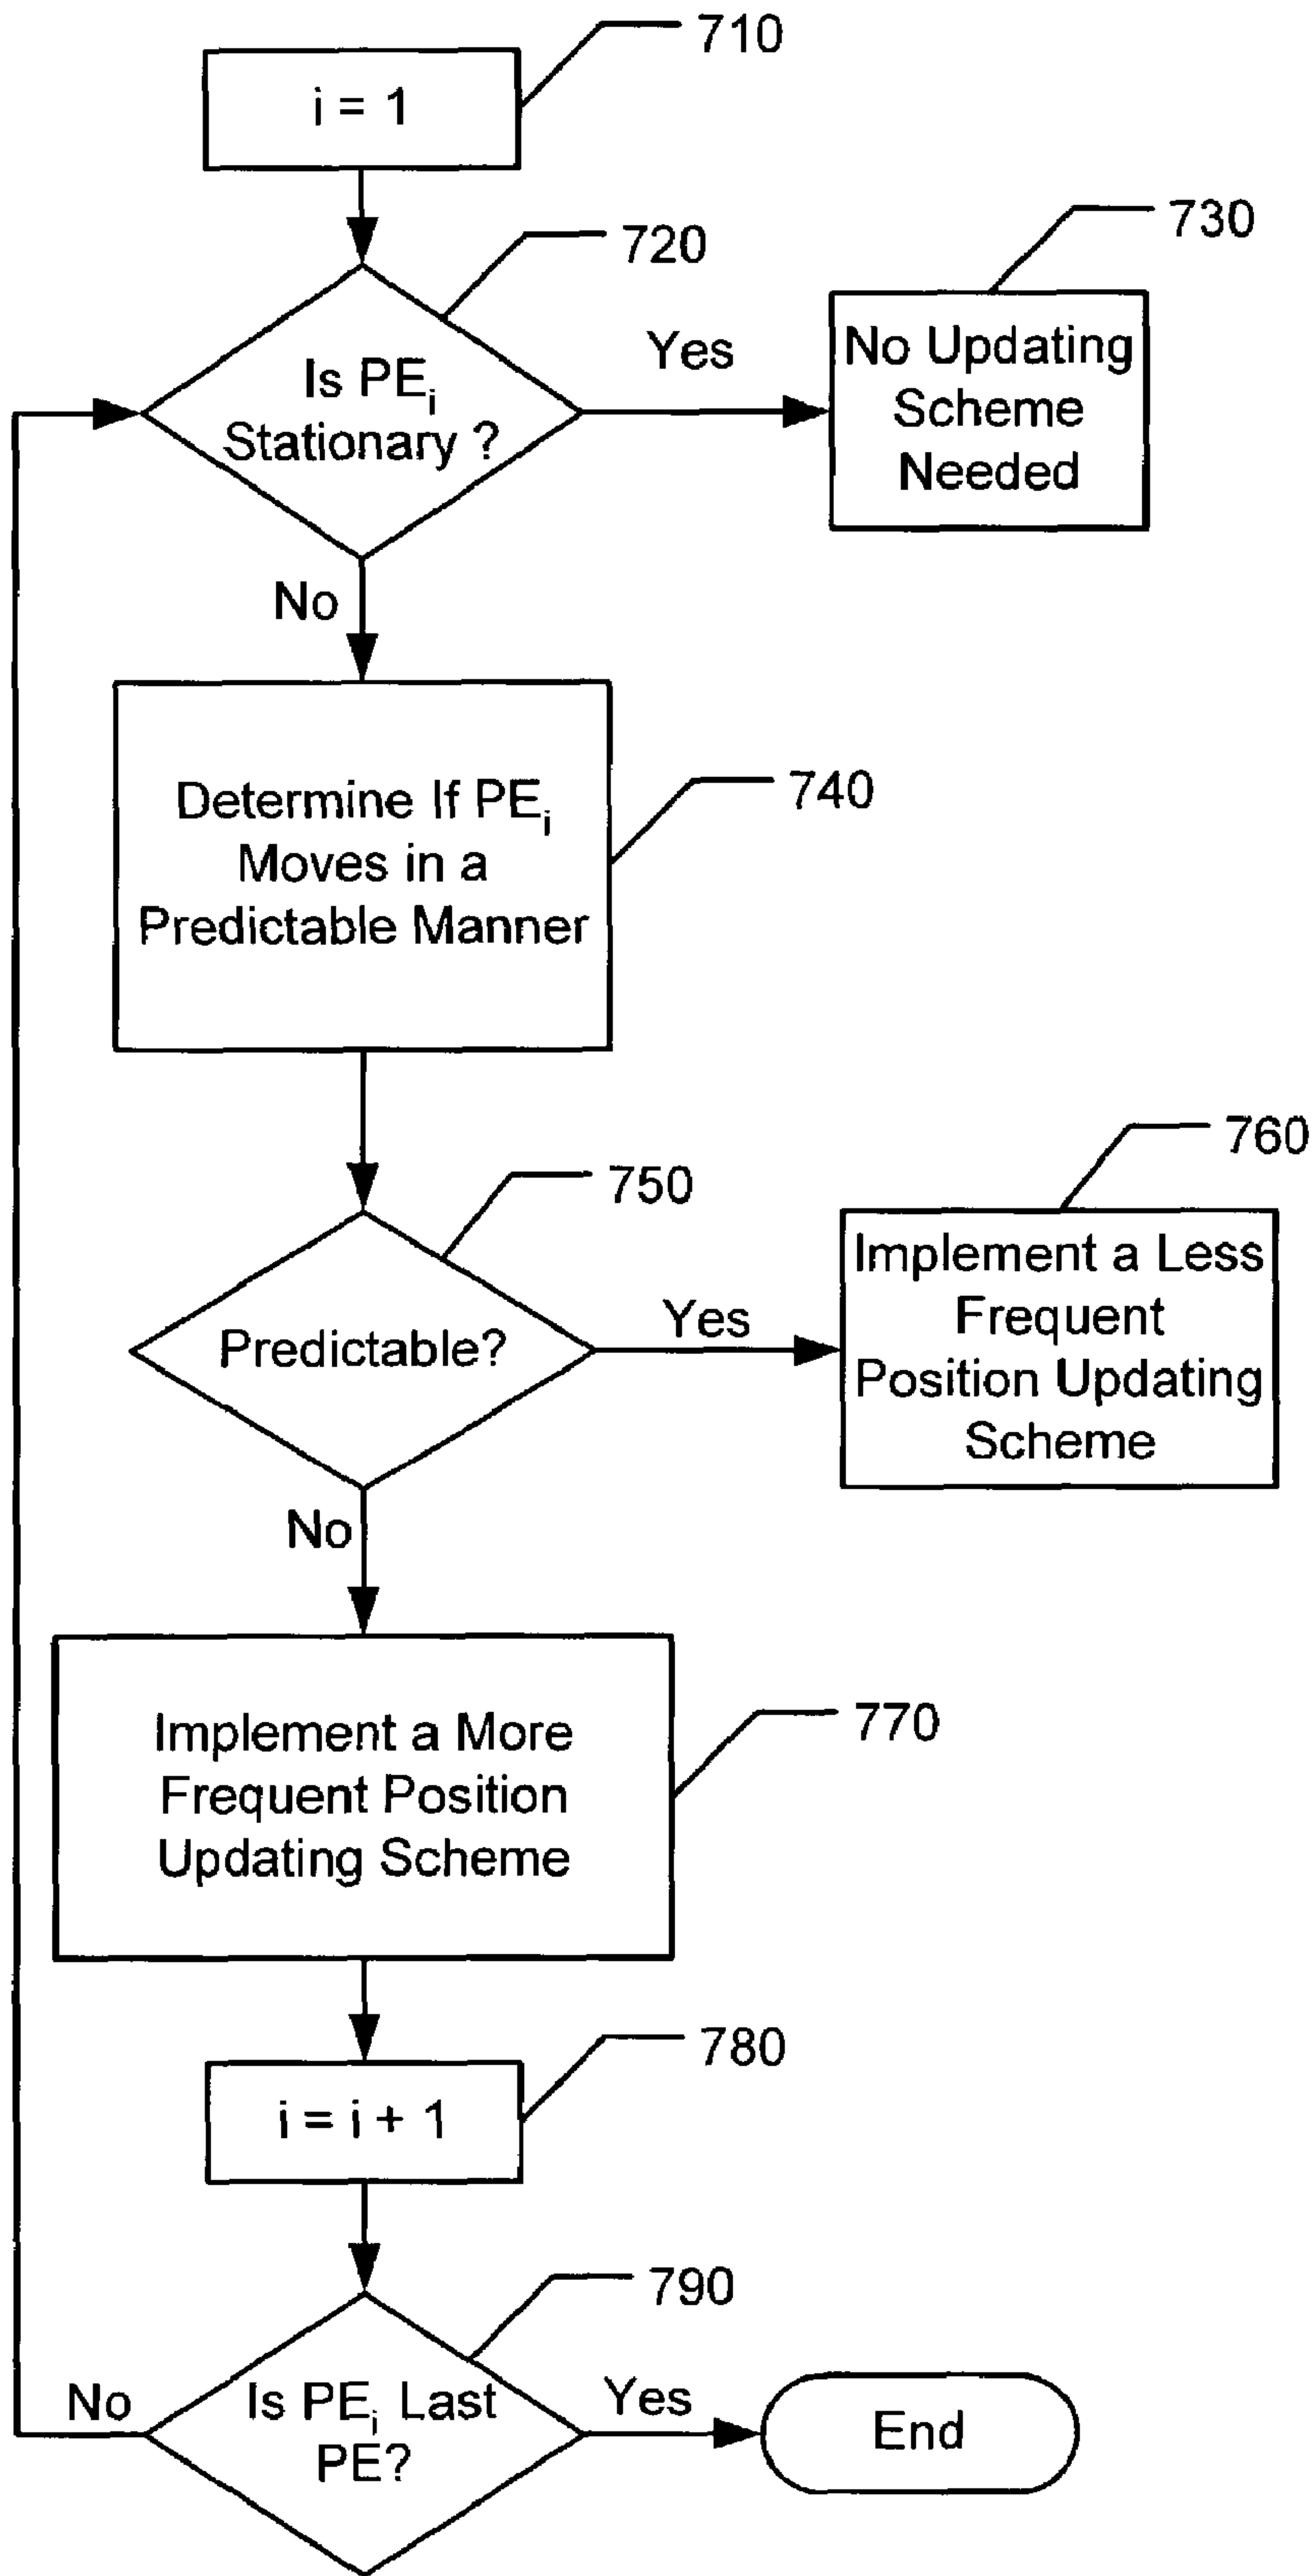 710
i = 1
720
730
Is PEi
Stationary ?
Yes
No Updating
Scheme
Needed
No
740
Determine If PEi
Moves in a
Predictable Manner
750
760
Predictable?
Yes
Implement a Less
Frequent
Position Updating
Scheme
No
770
Implement a More
Frequent Position
Updating Scheme
780
i = i + 1
790
No
Is PEi Last
PE?
Yes
End